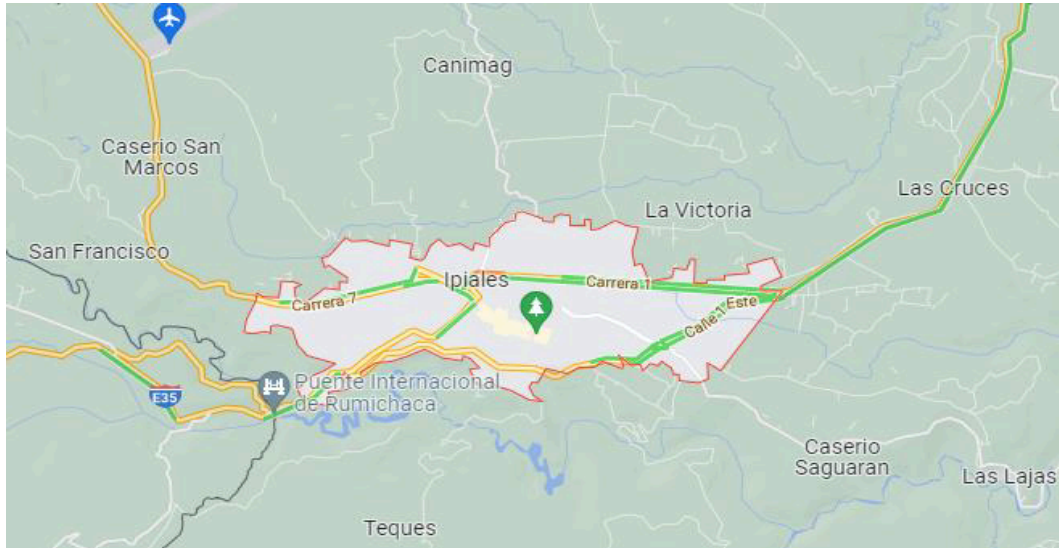 Canimag
Caserio San
Marcos
Las Cruces
La Victoria
San Francisco
Ipiales
Carrera 1
Carrera 7
Calle 1 Este
Puente Internacional
de Rumichaca
E35
Caserio
Saguaran
Las Lajas
Teques